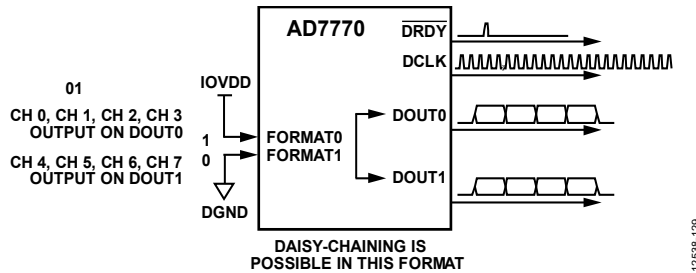 AD7770
DRDY
DCLK
01
IOVDD
CH 0, CH 1, CH 2, CH 3
OUTPUT ON DOUT0
1
FORMAT0
DOUT0
CH 4, CH 5, CH 6, CH 7
OUTPUT ON DOUT1
0
FORMAT1
DOUT1
DGND
DAISY-CHAINING IS
POSSIBLE IN THIS FORMAT
12538-129